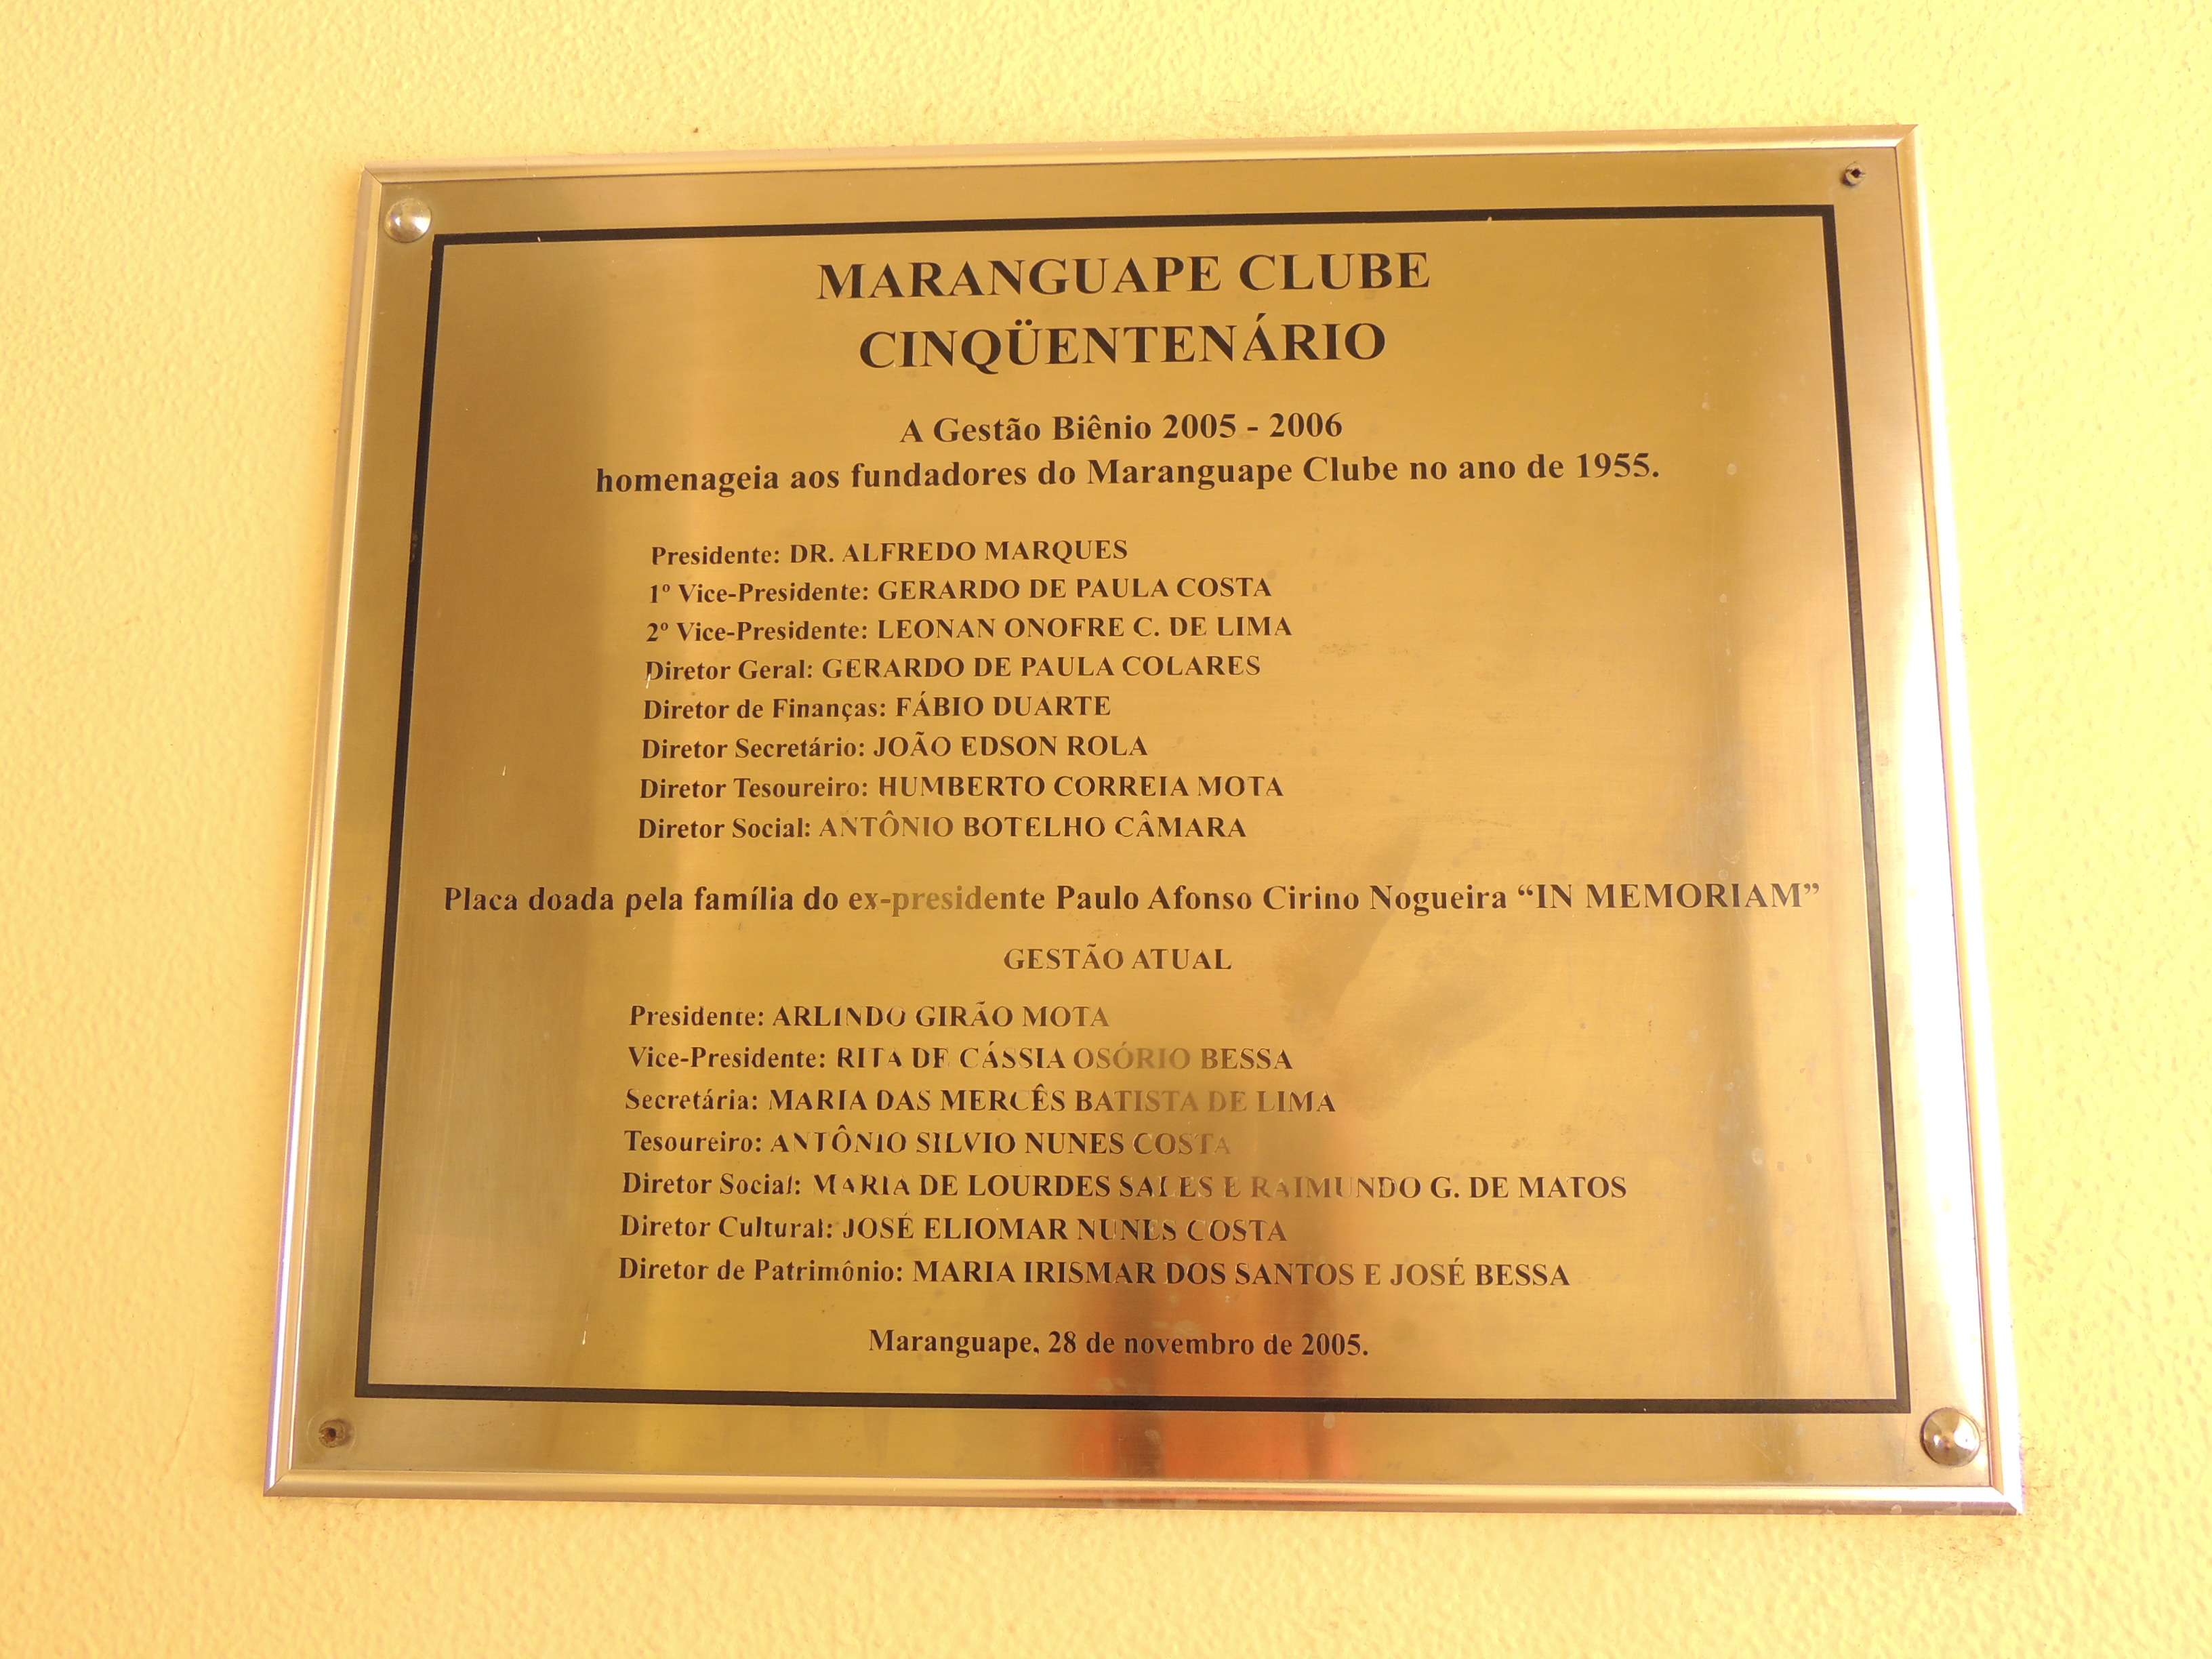 MARANGUAPE CLUBE
CINQÜENTENÁRIO
A Gestão Biênio 2005 - 2006
homenageia aos fundadores do Maranguape Clube no ano de 1955.
Presidente: DR. ALFREDO MARQUES
1º Vice-Presidente: GERARDO DE PAULA COSTA
2º Vice-Presidente: LEONAN ONOFRE C. DE LIMA
Diretor Geral: GERARDO DE PAULA COLARES
Diretor de Finanças: FÁBIO DUARTE
Diretor Secretário: JOÃO EDSON ROLA
Diretor Tesoureiro: HUMBERTO CORREIA MOTA
Diretor Social: ANTÔNIO BOTELHO CÂMARA
Placa doada pela família do ex-presidente Paulo Afonso Cirino Nogueira “IN MEMORIAM”
GESTÃO ATUAL
Presidente: ARLINDO GIRÃO MOTA
Vice-Presidente: RITA DE CÁSSIA OSÓRIO BESSA
Secretária: MARIA DAS MERCÊS BATISTA DE LIMA
Tesoureiro: ANTÔNIO SILVIO NUNES COSTA
Diretor Social: MARIA DE LOURDES SALES E RAIMUNDO G. DE MATOS
Diretor Cultural: JOSÉ ELIOMAR NUNES COSTA
Diretor de Patrimônio: MARIA IRISMAR DOS SANTOS E JOSÉ BESSA
Maranguape, 28 de novembro de 2005.